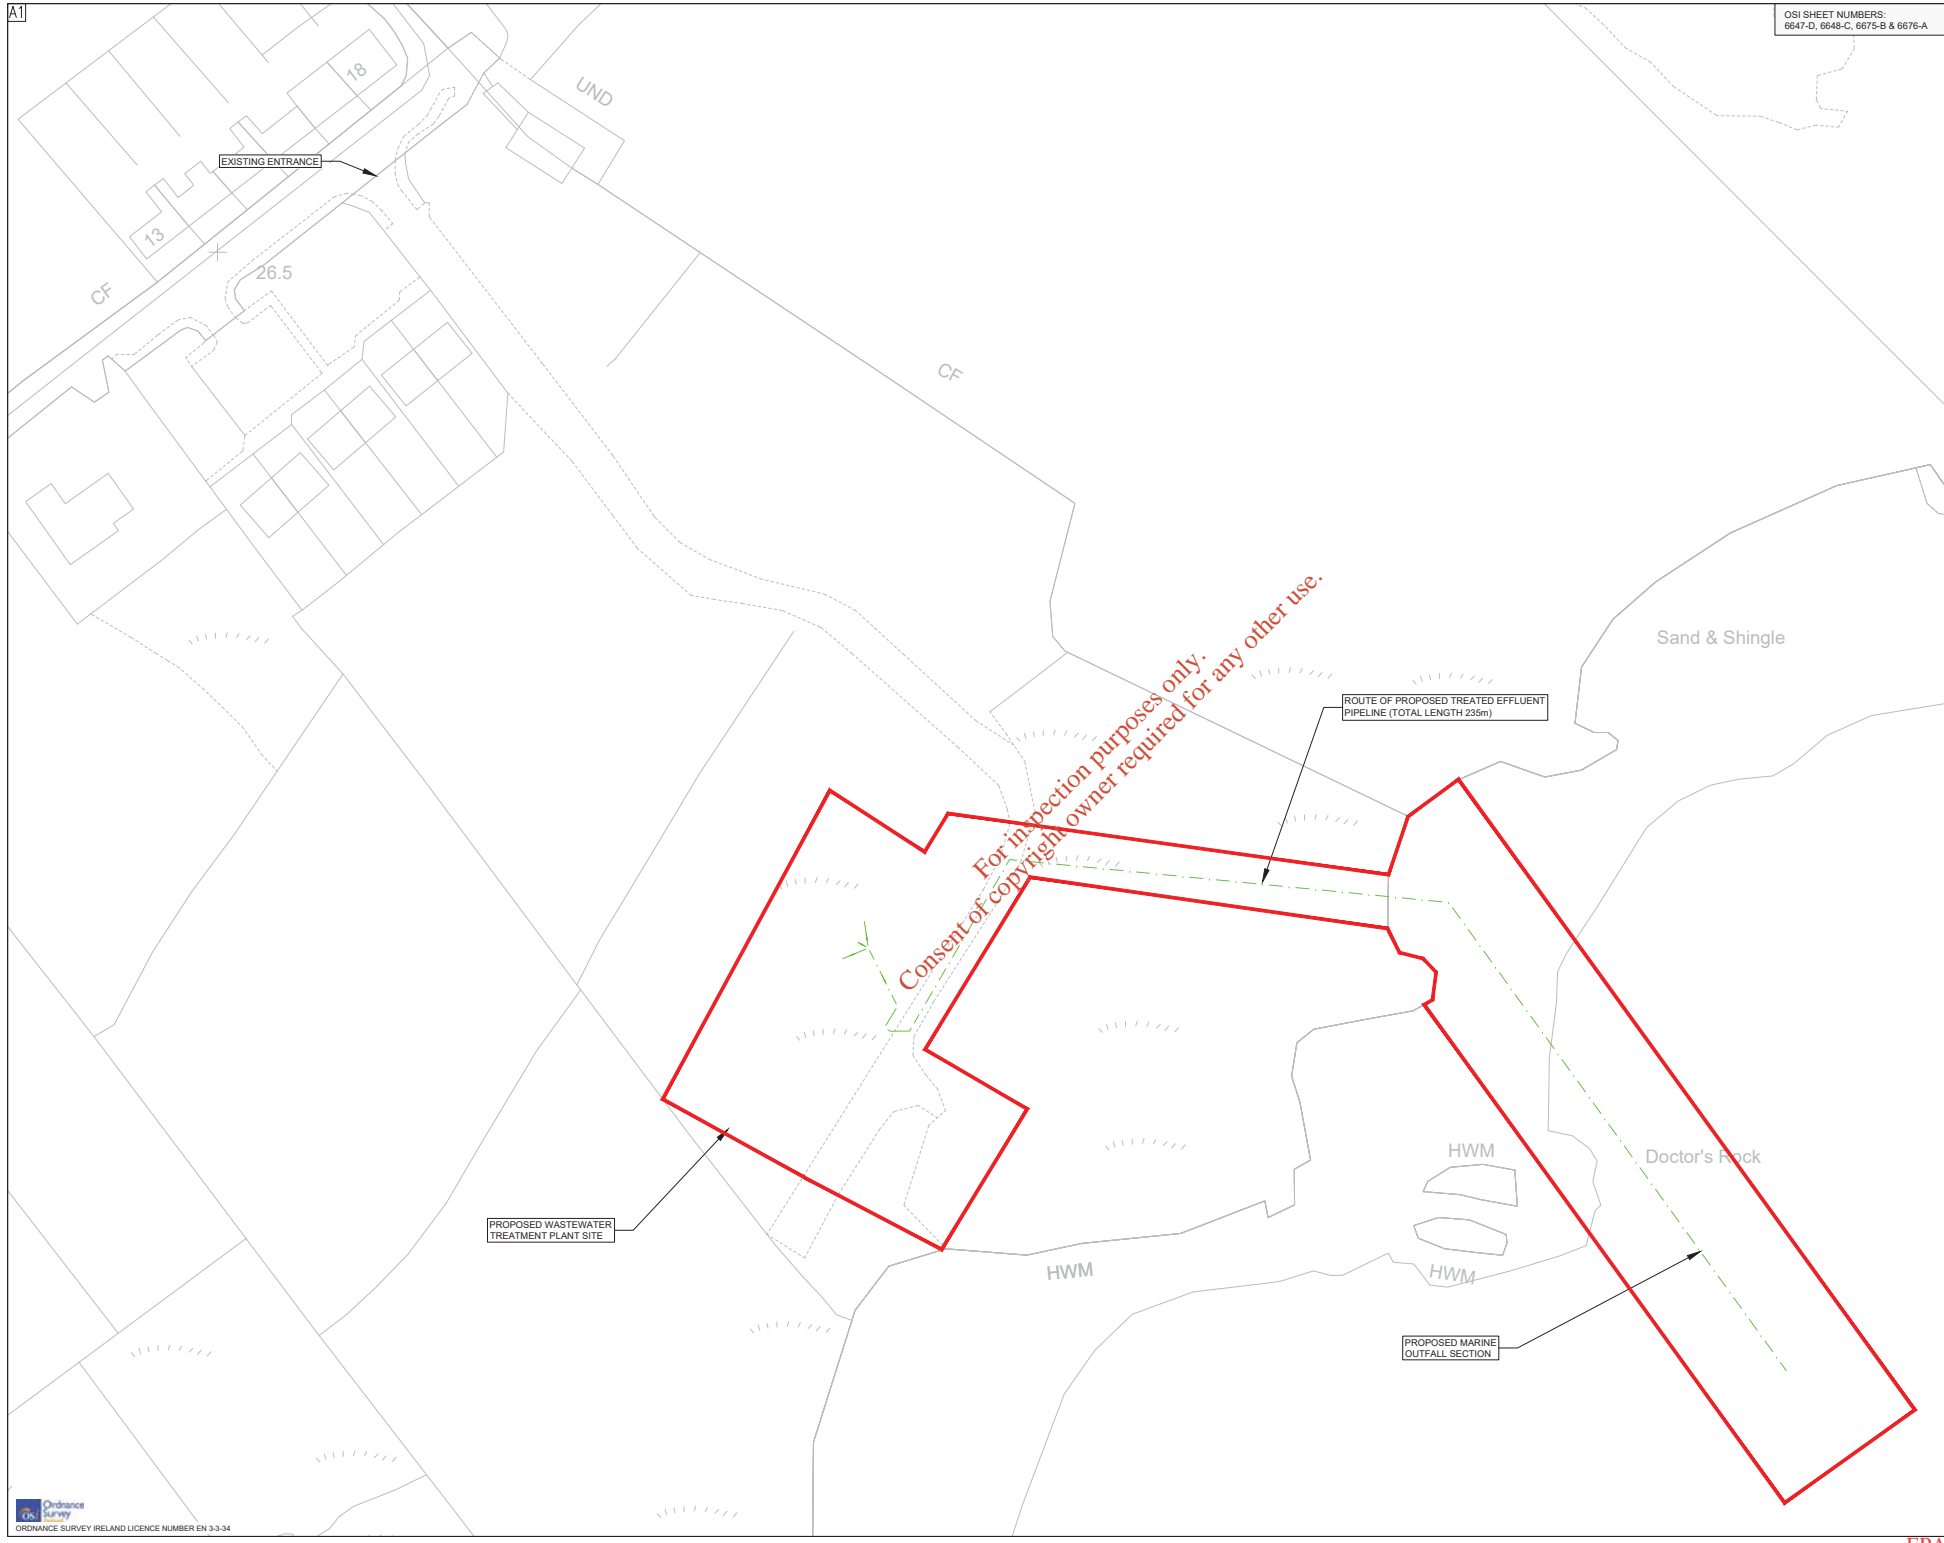 A1
OSI SHEET NUMBERS:
6647-D, 6648-C, 6675-B & 6676-A
18
UND
EXISTING ENTRANCE
13
26.5
CF
CF
Sand & Shingle
For inspection purposes only.
Consent of copyright owner required for any other use.
ROUTE OF PROPOSED TREATED EFFLUENT
PIPELINE (TOTAL LENGTH 235m)
HWM
Doctor's Rock
PROPOSED WASTEWATER
TREATMENT PLANT SITE
HWM
HWM
PROPOSED MARINE
OUTFALL SECTION
OSi
Ordnance
Survey
ORDNANCE SURVEY IRELAND LICENCE NUMBER EN 3-3-34